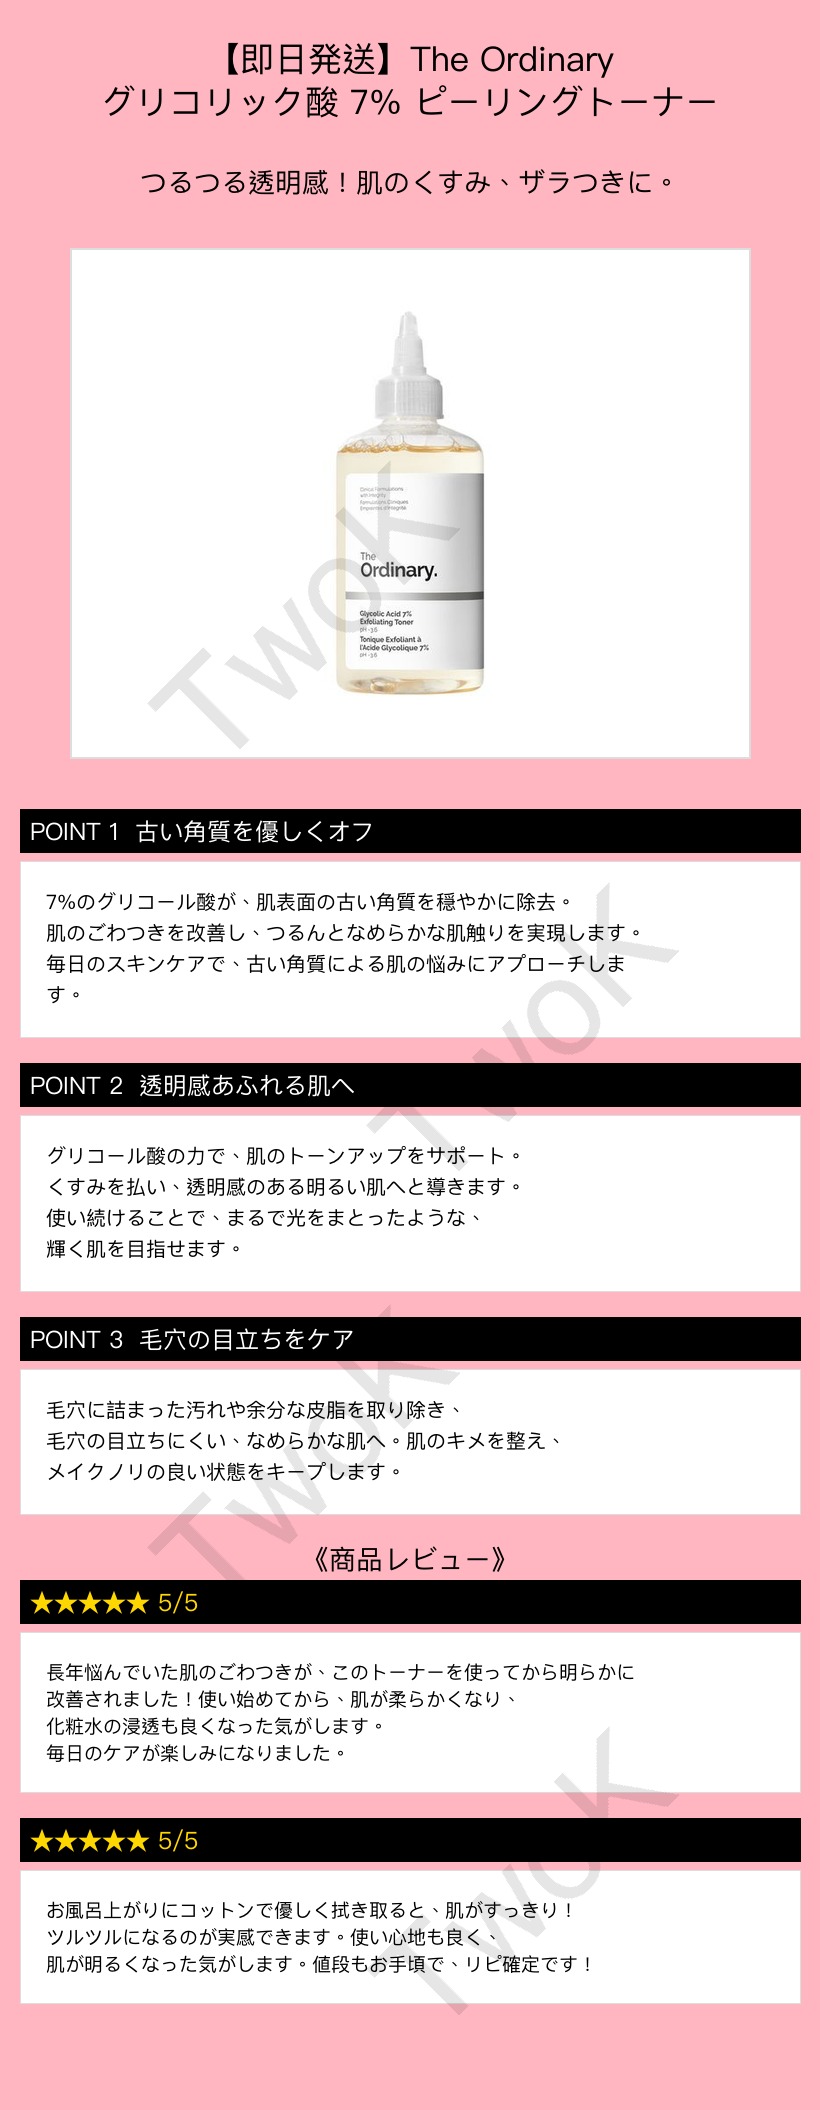 【即日発送】The Ordinary
グリコリック酸 7% ピーリングトーナー
つるつる透明感！肌のくすみ、ザラつきに。
Clinical Formulations
with Integrity.
Formulations Cliniques
Empreintes d'Intégrité.
The
Ordinary.
Glycolic Acid 7%
Exfoliating Toner
pH ~3.6
Tonique Exfoliant à
l'Acide Glycolique 7%
pH ~3.6
TwoK
POINT 1 古い角質を優しくオフ
7%のグリコール酸が、肌表面の古い角質を穏やかに除去。
肌のごわつきを改善し、つるんとなめらかな肌触りを実現します。
毎日のスキンケアで、古い角質による肌の悩みにアプローチしま
す。
TwoK
POINT 2 透明感あふれる肌へ
グリコール酸の力で、肌のトーンアップをサポート。
くすみを払い、透明感のある明るい肌へと導きます。
使い続けることで、まるで光をまとったような、
輝く肌を目指せます。
POINT 3 毛穴の目立ちをケア
毛穴に詰まった汚れや余分な皮脂を取り除き、
毛穴の目立ちにくい、なめらかな肌へ。肌のキメを整え、
メイクノリの良い状態をキープします。
TwoK
《商品レビュー》
★★★★★ 5/5
長年悩んでいた肌のごわつきが、このトーナーを使ってから明らかに
改善されました！使い始めてから、肌が柔らかくなり、
化粧水の浸透も良くなった気がします。
毎日のケアが楽しみになりました。
★★★★★ 5/5
お風呂上がりにコットンで優しく拭き取ると、肌がすっきり！
ツルツルになるのが実感できます。使い心地も良く、
肌が明るくなった気がします。値段もお手頃で、リピ確定です！
TwoK